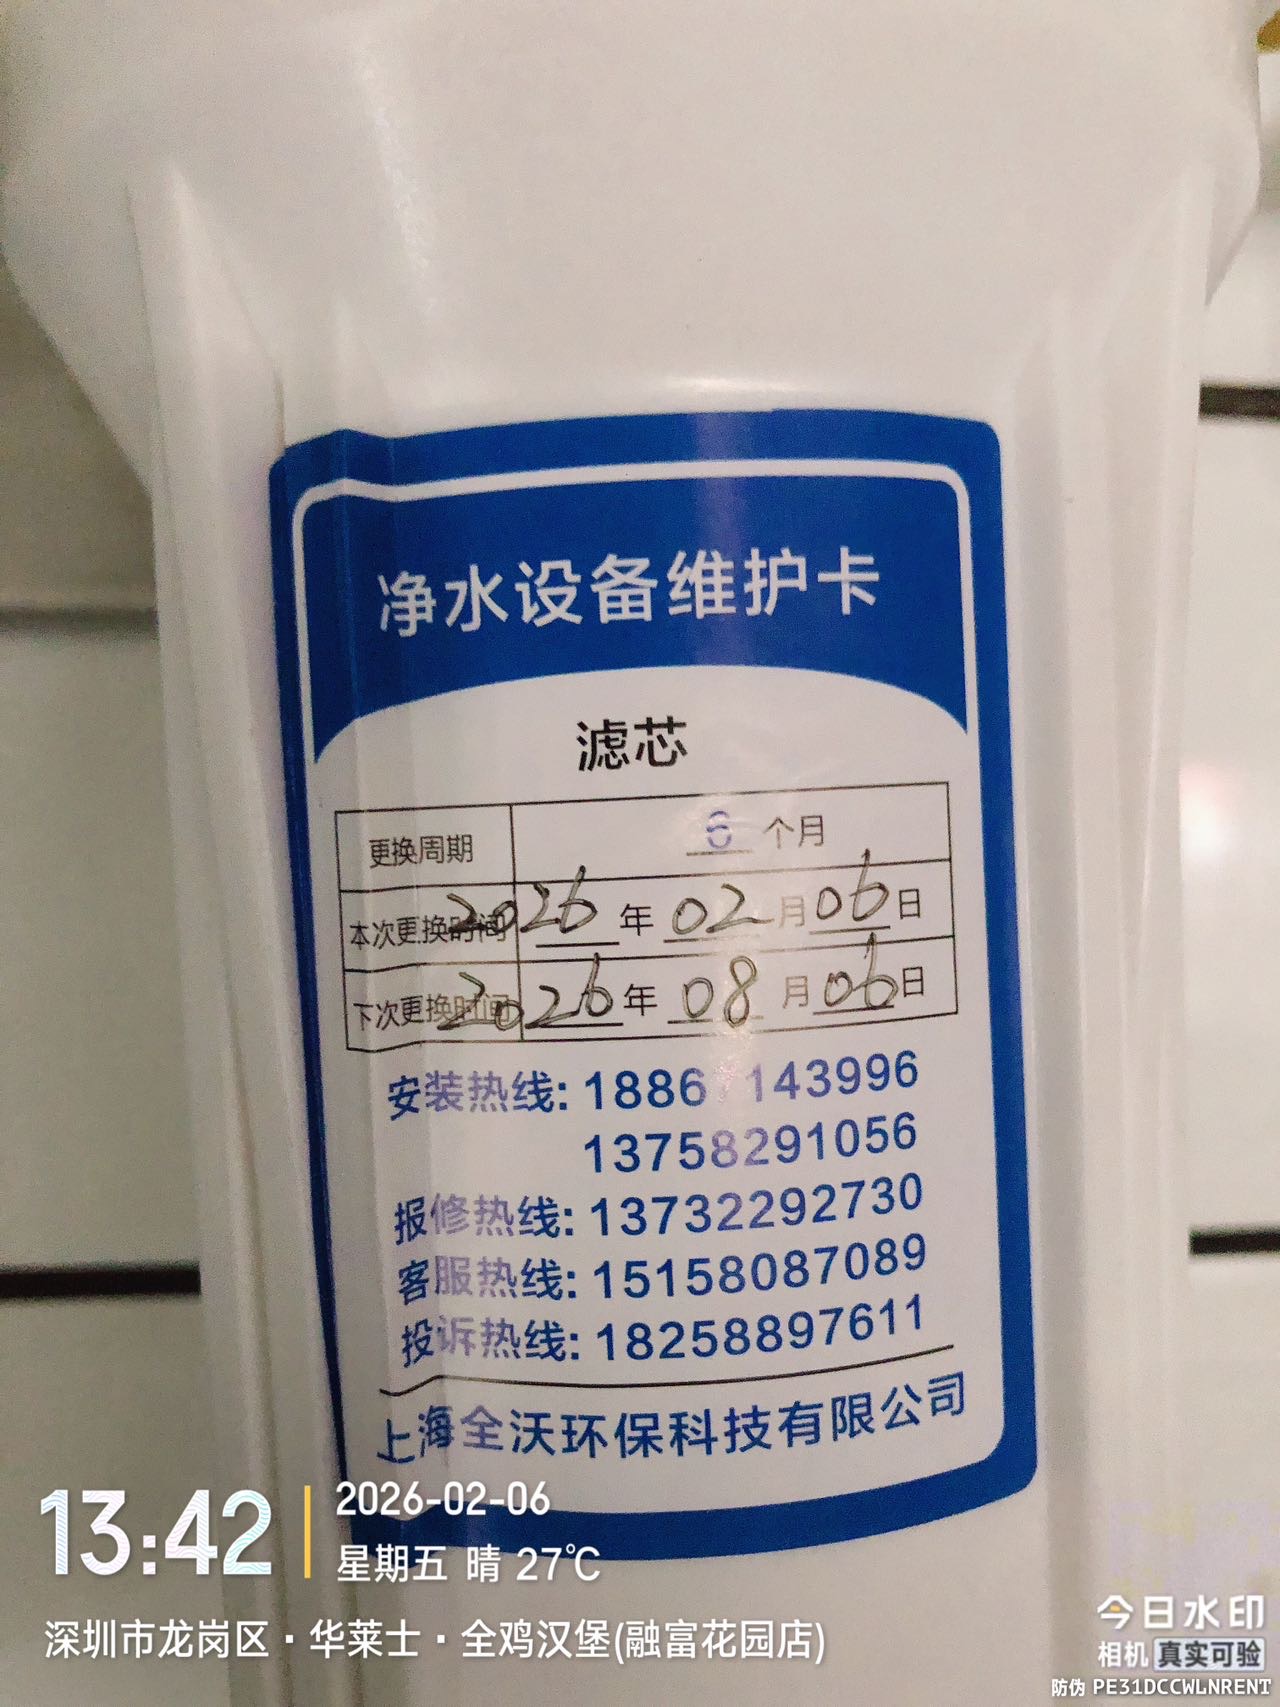 净水设备维护卡
滤芯
更换周期 6 个月
本次更换时间 2026 年 02 月 06 日
下次更换时间 2026 年 08 月 06 日
安装热线: 1886 143996
13758291056
报修热线: 13732292730
客服热线: 15158087089
投诉热线: 18258897611
上海全沃环保科技有限公司
13:42
2026-02-06
星期五 晴 27℃
深圳市龙岗区·华莱士·全鸡汉堡(融富花园店)
今日水印
相机 真实可验
防伪 PE31DCCWLNRENT